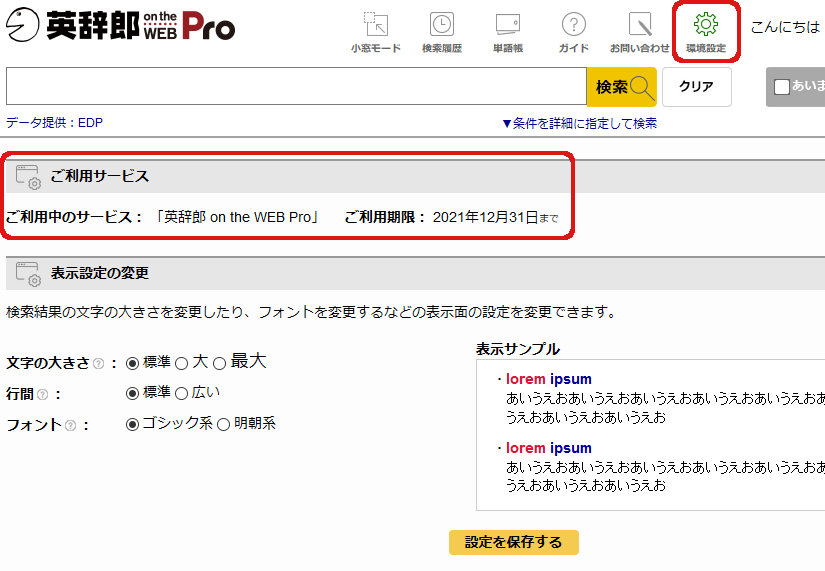 英辞郎 on the WEB Pro
小窓モード 検索履歴 単語帳 ガイド お問い合わせ 環境設定 こんにちは
検索 クリア あいま
データ提供：EDP ▼条件を詳細に指定して検索
ご利用サービス
ご利用中のサービス： 「英辞郎 on the WEB Pro」 ご利用期限： 2021年12月31日まで
表示設定の変更
検索結果の文字の大きさを変更したり、フォントを変更するなどの表示面の設定を変更できます。
文字の大きさ?： 標準 大 最大
行間?： 標準 広い
フォント?： ゴシック系 明朝系
表示サンプル
・lorem ipsum
あいうえおあいうえおあいうえおあいうえおあいうえおあ
うえおあいうえおあいうえお
・lorem ipsum
あいうえおあいうえおあいうえおあいうえおあいうえおあ
うえおあいうえおあいうえお
設定を保存する